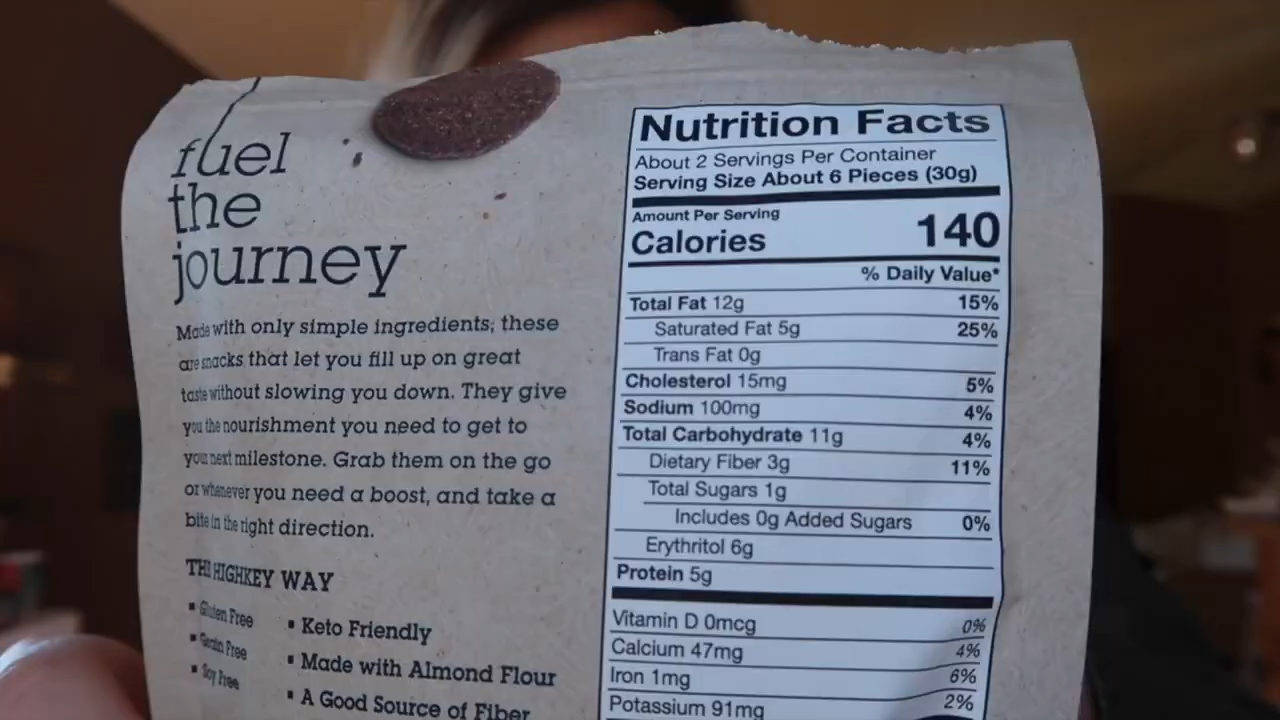 fuel
the
journey
Made with only simple ingredients; these
are snacks that let you fill up on great
taste without slowing you down. They give
you the nourishment you need to get to
your next milestone. Grab them on the go
or whenever you need a boost, and take a
bite in the right direction.
THE HIGHKEY WAY
▪ Gluten Free
▪ Grain Free
▪ Soy Free
▪ Keto Friendly
▪ Made with Almond Flour
▪ A Good Source of Fiber
Nutrition Facts
About 2 Servings Per Container
Serving Size About 6 Pieces (30g)
Amount Per Serving
Calories 140
% Daily Value*
Total Fat 12g 15%
Saturated Fat 5g 25%
Trans Fat 0g
Cholesterol 15mg 5%
Sodium 100mg 4%
Total Carbohydrate 11g 4%
Dietary Fiber 3g 11%
Total Sugars 1g
Includes 0g Added Sugars 0%
Erythritol 6g
Protein 5g
Vitamin D 0mcg 0%
Calcium 47mg 4%
Iron 1mg 6%
Potassium 91mg 2%